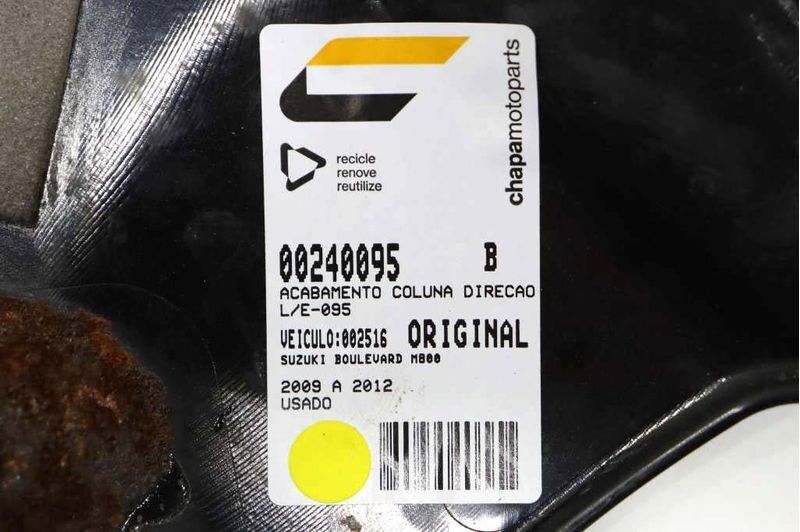 chapamotoparts
recicle
renove
reutilize
00240095 B
ACABAMENTO COLUNA DIRECAO
L/E-095
VEICULO:002516 ORIGINAL
SUZUKI BOULEVARD M800
2009 A 2012
USADO